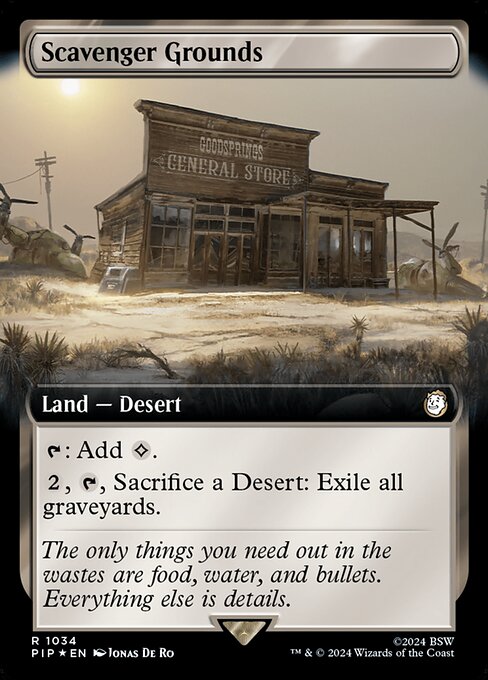 Scavenger Grounds
GOODSPRINGS
GENERAL STORE
Land — Desert
: Add .
2, , Sacrifice a Desert: Exile all
graveyards.
The only things you need out in the
wastes are food, water, and bullets.
Everything else is details.
R 1034
PIP★EN Jonas De Ro
©2024 BSW
™ & © 2024 Wizards of the Coast